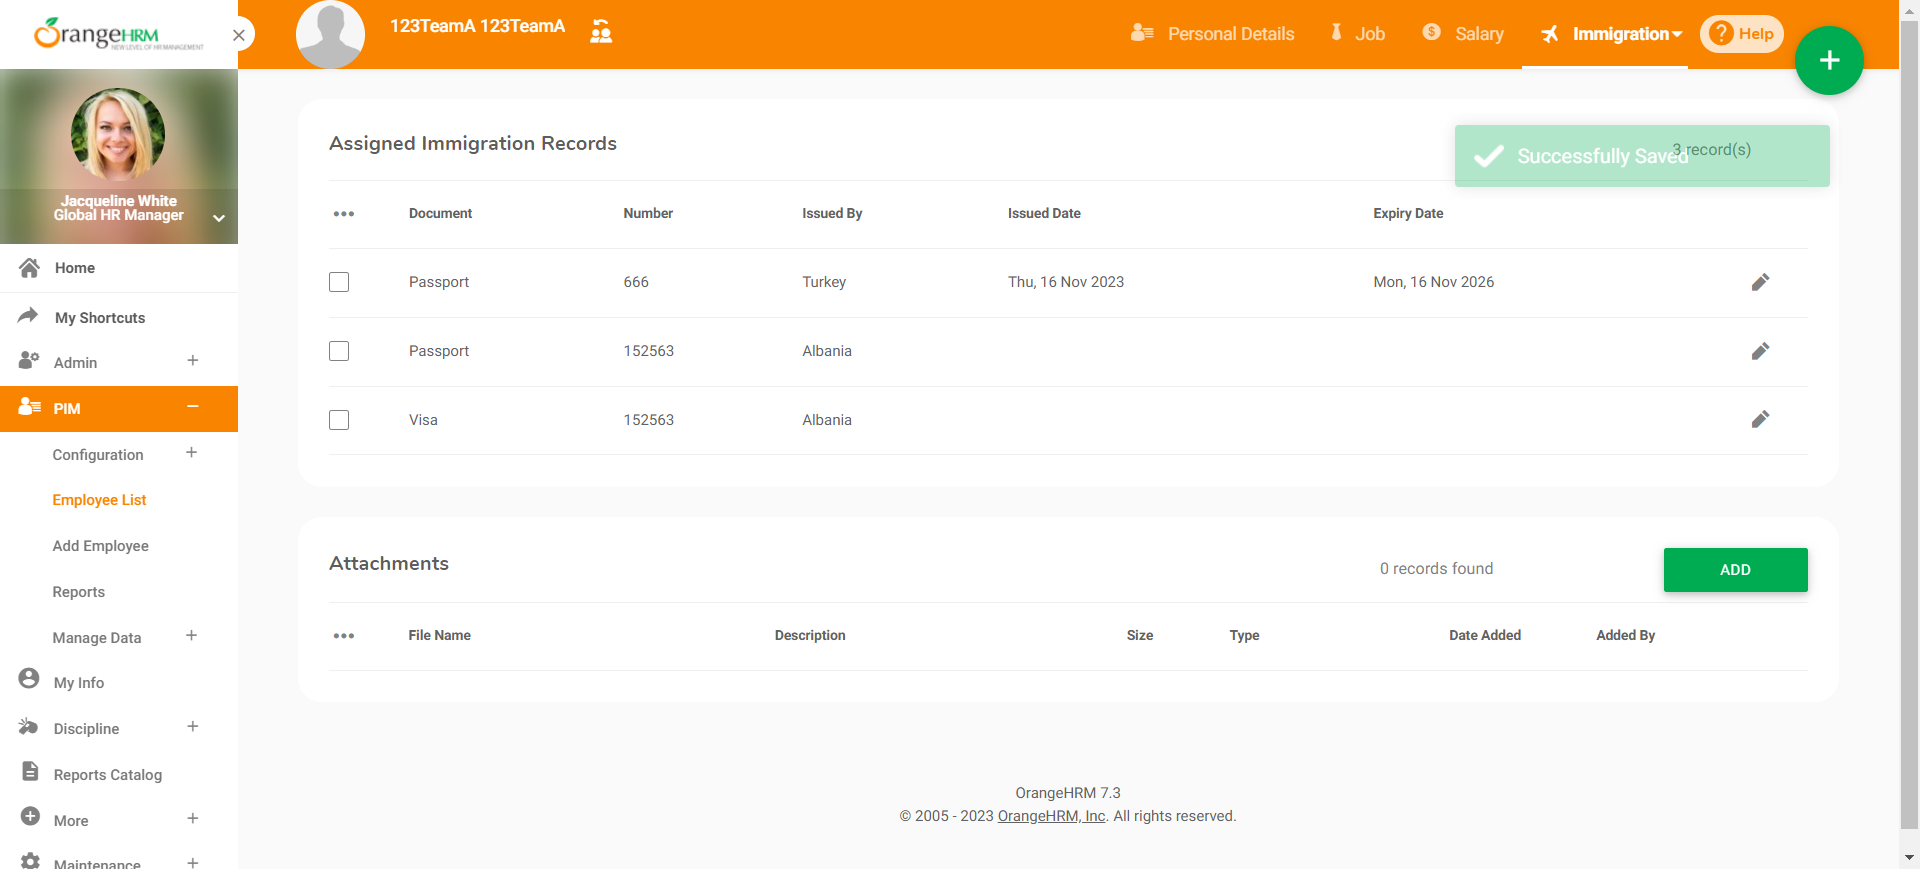 OrangeHRM
NEW LEVEL OF HR MANAGEMENT
123TeamA 123TeamA
Personal Details
Job
Salary
Immigration
Help
Jacqueline White
Global HR Manager
Home
My Shortcuts
Admin
PIM
Configuration
Employee List
Add Employee
Reports
Manage Data
My Info
Discipline
Reports Catalog
More
Maintenance
Assigned Immigration Records
Successfully Saved
3 record(s)
Document Number Issued By Issued Date Expiry Date
Passport 666 Turkey Thu, 16 Nov 2023 Mon, 16 Nov 2026
Passport 152563 Albania
Visa 152563 Albania
Attachments
0 records found
ADD
File Name Description Size Type Date Added Added By
OrangeHRM 7.3
© 2005 - 2023 OrangeHRM, Inc. All rights reserved.